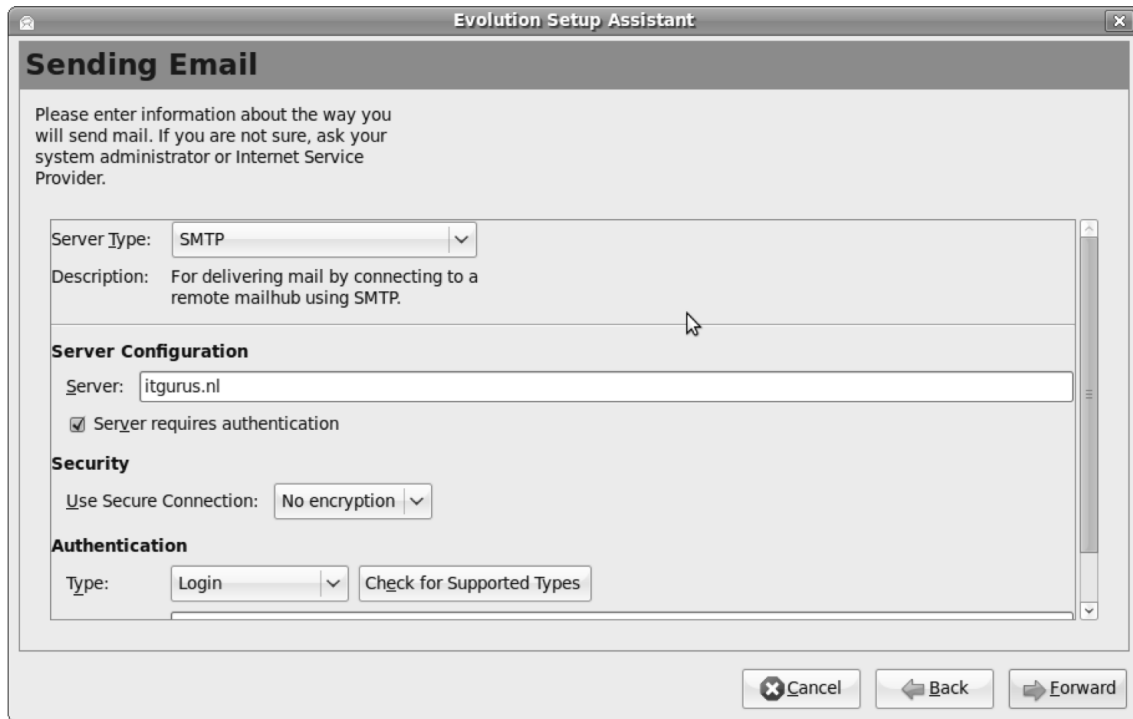 Evolution Setup Assistant
Sending Email
Please enter information about the way you
will send mail. If you are not sure, ask your
system administrator or Internet Service
Provider.
Server Type: SMTP
Description: For delivering mail by connecting to a
remote mailhub using SMTP.
Server Configuration
Server: itgurus.nl
Server requires authentication
Security
Use Secure Connection: No encryption
Authentication
Type: Login Check for Supported Types
Cancel Back Forward